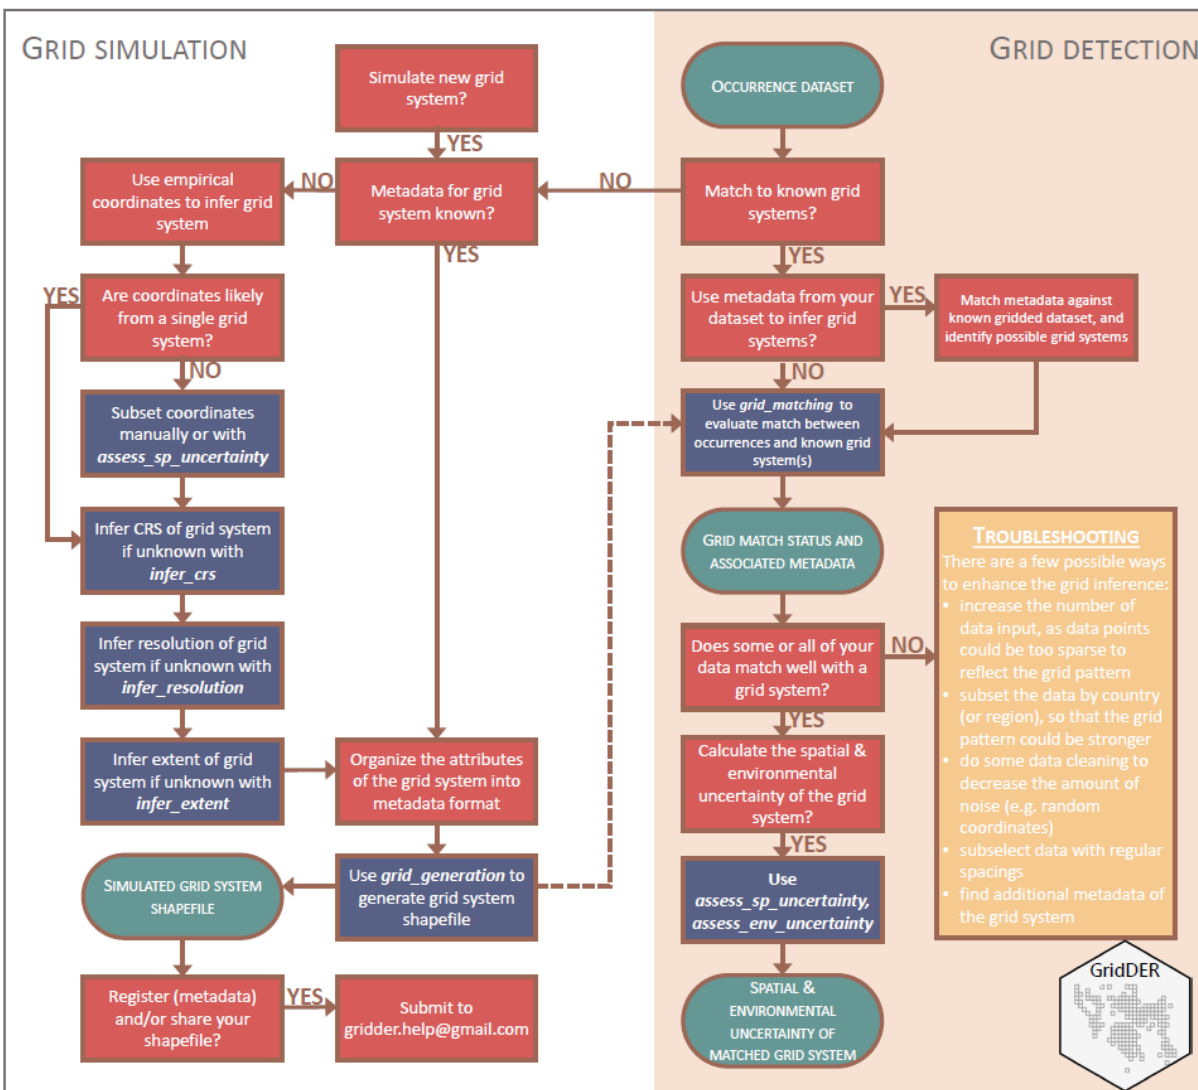 GRID SIMULATION
Simulate new grid
system?
YES
Metadata for grid
system known?
NO
YES
Use empirical
coordinates to infer grid
system
Are coordinates likely
from a single grid
system?
YES
NO
Subset coordinates
manually or with
assess_sp_uncertainty
Infer CRS of grid system
if unknown with
infer_crs
Infer resolution of grid
system if unknown with
infer_resolution
Infer extent of grid
system if unknown with
infer_extent
Organize the attributes
of the grid system into
metadata format
Use grid_generation to
generate grid system
shapefile
SIMULATED GRID SYSTEM
SHAPEFILE
Register (metadata)
and/or share your
shapefile?
YES
Submit to
gridder.help@gmail.com
GRID DETECTION
OCCURRENCE DATASET
Match to known grid
systems?
NO
YES
Use metadata from your
dataset to infer grid
systems?
YES
Match metadata against
known gridded dataset, and
identify possible grid systems
NO
Use grid_matching to
evaluate match between
occurrences and known grid
system(s)
GRID MATCH STATUS AND
ASSOCIATED METADATA
Does some or all of your
data match well with a
grid system?
NO
YES
Calculate the spatial &
environmental
uncertainty of the grid
system?
YES
Use
assess_sp_uncertainty,
assess_env_uncertainty
SPATIAL &
ENVIRONMENTAL
UNCERTAINTY OF
MATCHED GRID SYSTEM
TROUBLESHOOTING
There are a few possible ways
to enhance the grid inference:
• increase the number of
data input, as data points
could be too sparse to
reflect the grid pattern
• subset the data by country
(or region), so that the grid
pattern could be stronger
• do some data cleaning to
decrease the amount of
noise (e.g. random
coordinates)
• subselect data with regular
spacings
• find additional metadata of
the grid system
GridDER